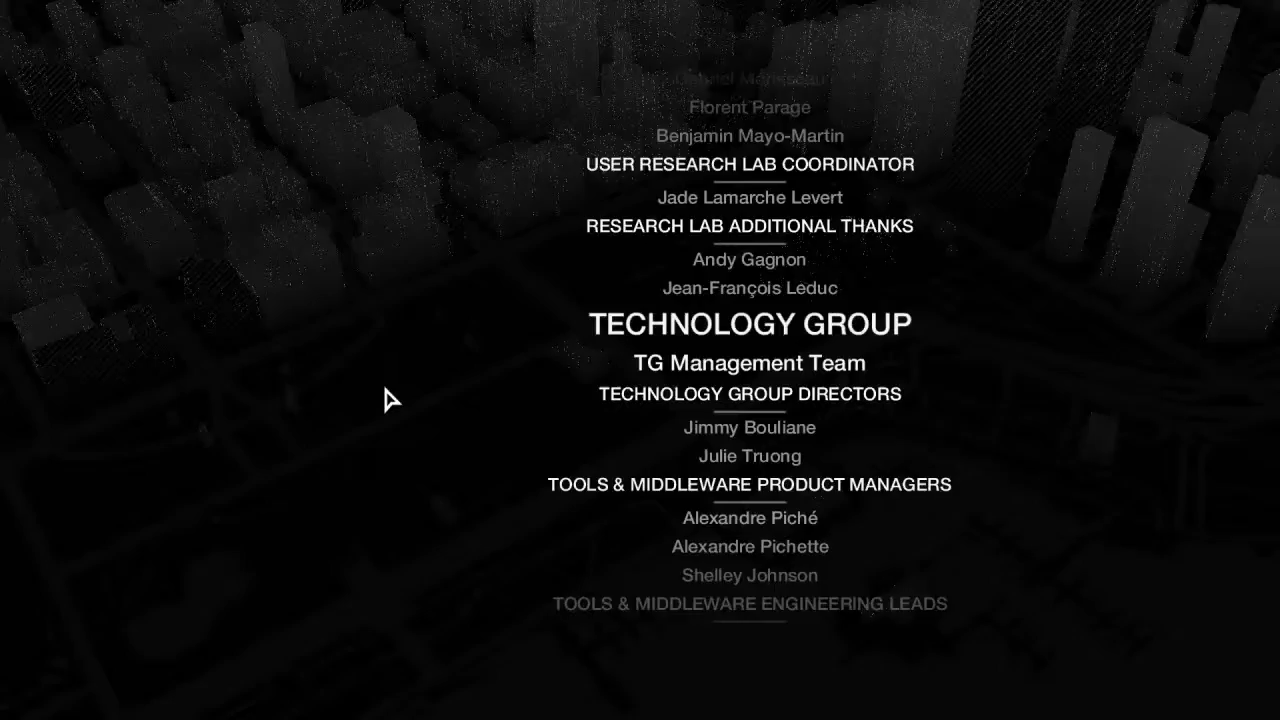 Florent Parage
Benjamin Mayo-Martin
USER RESEARCH LAB COORDINATOR
Jade Lamarche Levert
RESEARCH LAB ADDITIONAL THANKS
Andy Gagnon
Jean-François Leduc
TECHNOLOGY GROUP
TG Management Team
TECHNOLOGY GROUP DIRECTORS
Jimmy Bouliane
Julie Truong
TOOLS & MIDDLEWARE PRODUCT MANAGERS
Alexandre Piché
Alexandre Pichette
Shelley Johnson
TOOLS & MIDDLEWARE ENGINEERING LEADS